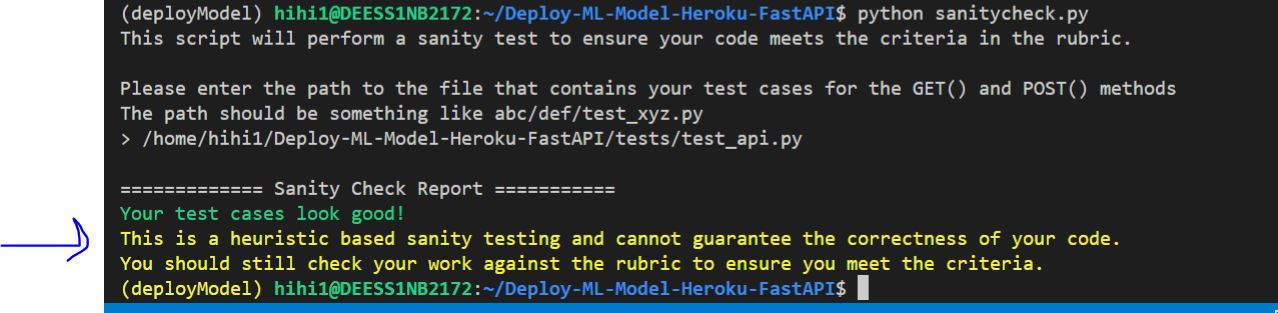 (deployModel) hihi1@DEESS1NB2172:~/Deploy-ML-Model-Heroku-FastAPI$ python sanitycheck.py
This script will perform a sanity test to ensure your code meets the criteria in the rubric.
Please enter the path to the file that contains your test cases for the GET() and POST() methods
The path should be something like abc/def/test_xyz.py
> /home/hihi1/Deploy-ML-Model-Heroku-FastAPI/tests/test_api.py
============= Sanity Check Report ===========
Your test cases look good!
This is a heuristic based sanity testing and cannot guarantee the correctness of your code.
You should still check your work against the rubric to ensure you meet the criteria.
(deployModel) hihi1@DEESS1NB2172:~/Deploy-ML-Model-Heroku-FastAPI$